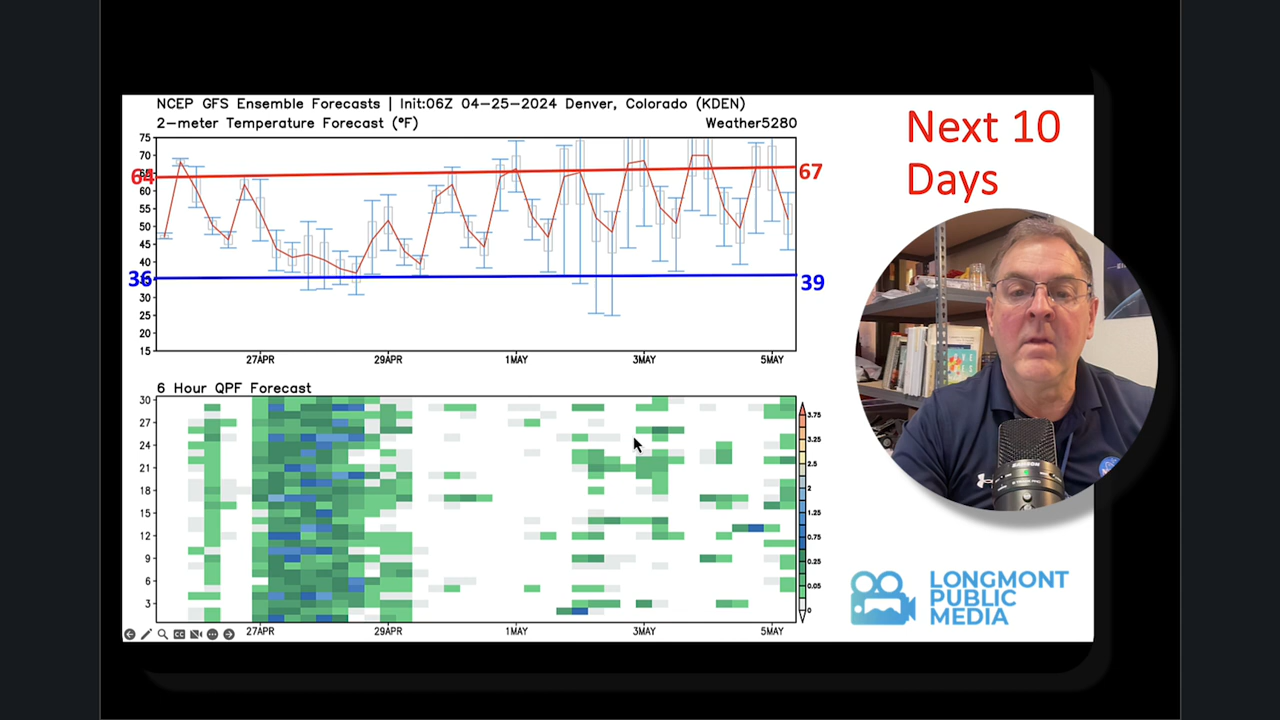 NCEP GFS Ensemble Forecasts | Init:06Z 04-25-2024 Denver, Colorado (KDEN)
2-meter Temperature Forecast (°F)
Weather5280
Next 10
Days
75
70
65
60
55
50
45
40
30
25
20
15
64
67
36
39
27APR
29APR
1MAY
3MAY
5MAY
6 Hour QPF Forecast
30
27
24
21
18
15
12
9
6
3
3.75
3.25
2.5
2
1.25
0.75
0.25
0.05
0
27APR
29APR
1MAY
3MAY
5MAY
CC
SAMSON
LONGMONT
PUBLIC
MEDIA